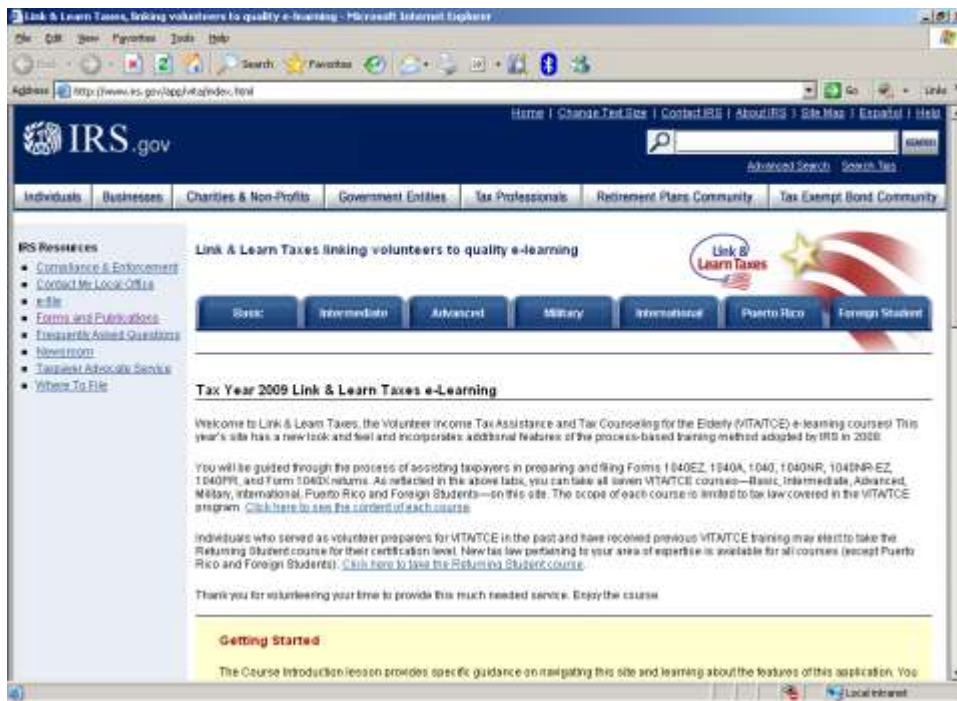 Link & Learn Taxes, linking volunteers to quality e-learning - Microsoft Internet Explorer
File Edit View Favorites Tools Help
Search Favorites
Address http://www.irs.gov/app/vita/index.html Go Links
Home | Change Text Size | Contact IRS | About IRS | Site Map | Español | Help
IRS.gov
SEARCH
Advanced Search Search Tips
Individuals Businesses Charities & Non-Profits Government Entities Tax Professionals Retirement Plans Community Tax Exempt Bond Community
IRS Resources
Compliance & Enforcement
Contact My Local Office
e-file
Forms and Publications
Frequently Asked Questions
Newsroom
Taxpayer Advocate Service
Where To File
Link & Learn Taxes linking volunteers to quality e-learning
Link &
Learn Taxes
Basic Intermediate Advanced Military International Puerto Rico Foreign Student
Tax Year 2009 Link & Learn Taxes e-Learning
Welcome to Link & Learn Taxes, the Volunteer Income Tax Assistance and Tax Counseling for the Elderly (VITA/TCE) e-learning courses! This
year's site has a new look and feel and incorporates additional features of the process-based training method adopted by IRS in 2008.
You will be guided through the process of assisting taxpayers in preparing and filing Forms 1040EZ, 1040A, 1040, 1040NR, 1040NR-EZ,
1040PR, and Form 1040X returns. As reflected in the above tabs, you can take all seven VITA/TCE courses—Basic, Intermediate, Advanced,
Military, International, Puerto Rico and Foreign Students—on this site. The scope of each course is limited to tax law covered in the VITA/TCE
program. Click here to see the content of each course.
Individuals who served as volunteer preparers for VITA/TCE in the past and have received previous VITA/TCE training may elect to take the
Returning Student course for their certification level. New tax law pertaining to your area of expertise is available for all courses (except Puerto
Rico and Foreign Students). Click here to take the Returning Student course.
Thank you for volunteering your time to provide this much needed service. Enjoy the course.
Getting Started
The Course Introduction lesson provides specific guidance on navigating this site and learning about the features of this application. You
Local intranet